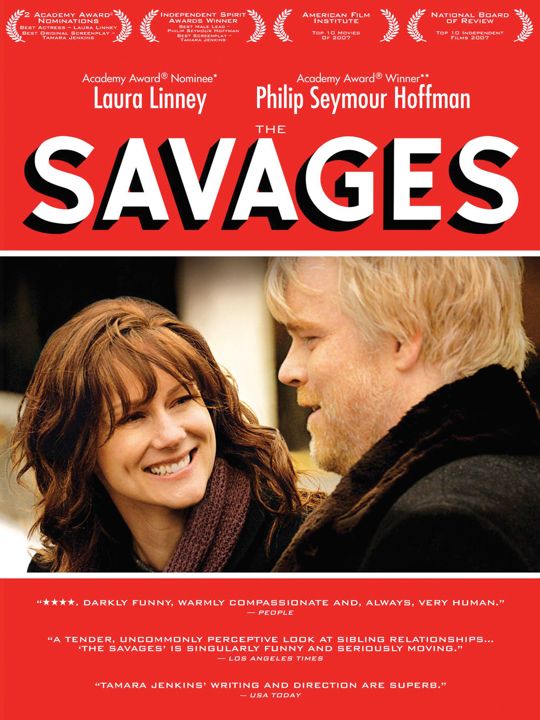 2 ACADEMY AWARD® NOMINATIONS
BEST ACTRESS – LAURA LINNEY
BEST ORIGINAL SCREENPLAY – TAMARA JENKINS
INDEPENDENT SPIRIT AWARDS WINNER
BEST MALE LEAD – PHILIP SEYMOUR HOFFMAN
BEST SCREENPLAY – TAMARA JENKINS
AMERICAN FILM INSTITUTE
TOP 10 MOVIES OF 2007
NATIONAL BOARD OF REVIEW
TOP 10 INDEPENDENT FILMS 2007
Academy Award® Nominee*
Laura Linney
Academy Award® Winner**
Philip Seymour Hoffman
THE
SAVAGES
“★★★★. DARKLY FUNNY, WARMLY COMPASSIONATE AND, ALWAYS, VERY HUMAN.”
– PEOPLE
“A TENDER, UNCOMMONLY PERCEPTIVE LOOK AT SIBLING RELATIONSHIPS...
‘THE SAVAGES’ IS SINGULARLY FUNNY AND SERIOUSLY MOVING.”
– LOS ANGELES TIMES
“TAMARA JENKINS’ WRITING AND DIRECTION ARE SUPERB.”
– USA TODAY